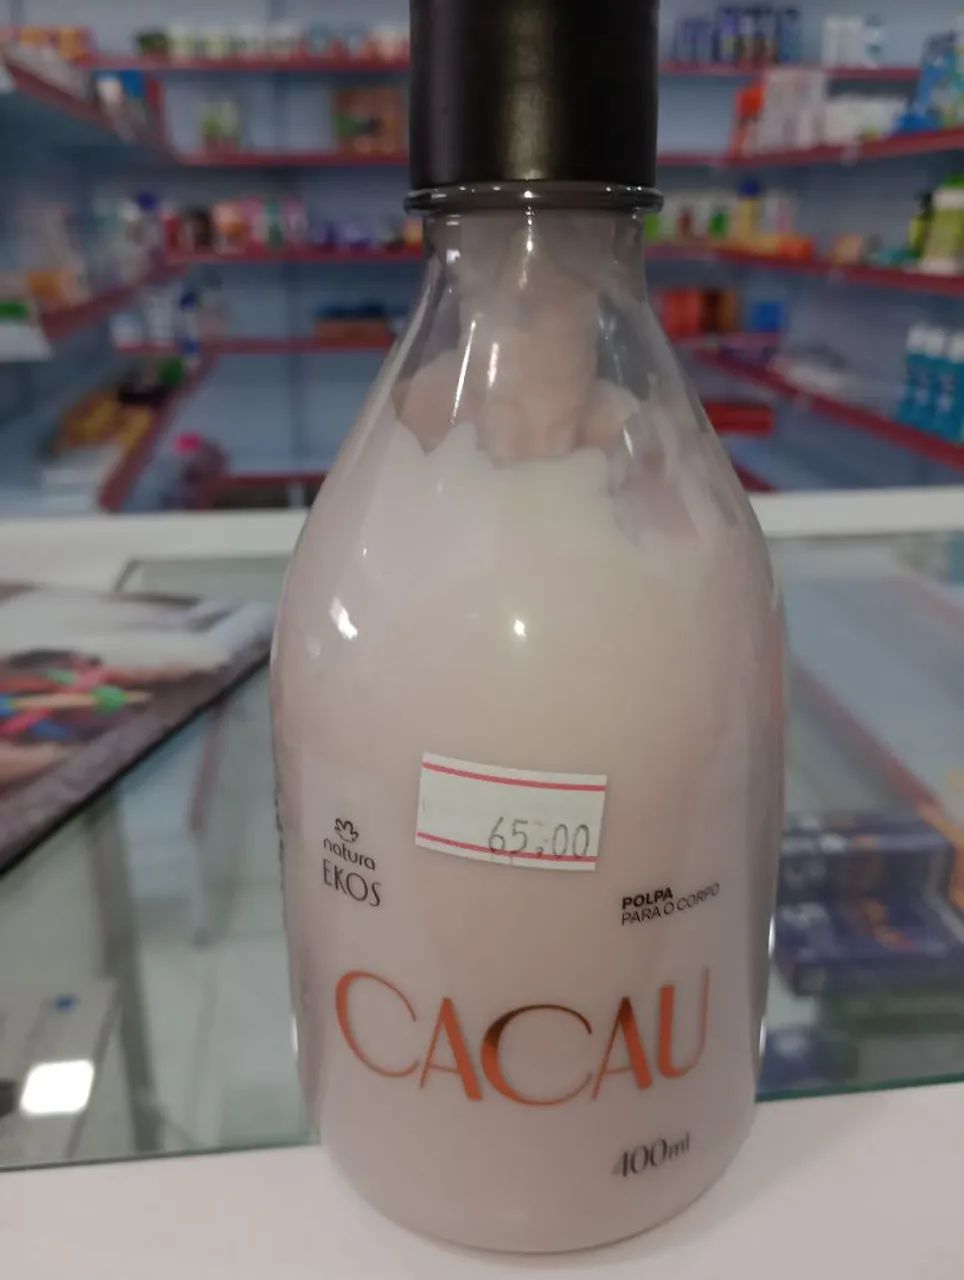 65.00
natura
EKOS
POLPA
PARA O CORPO
CACAU
400ml